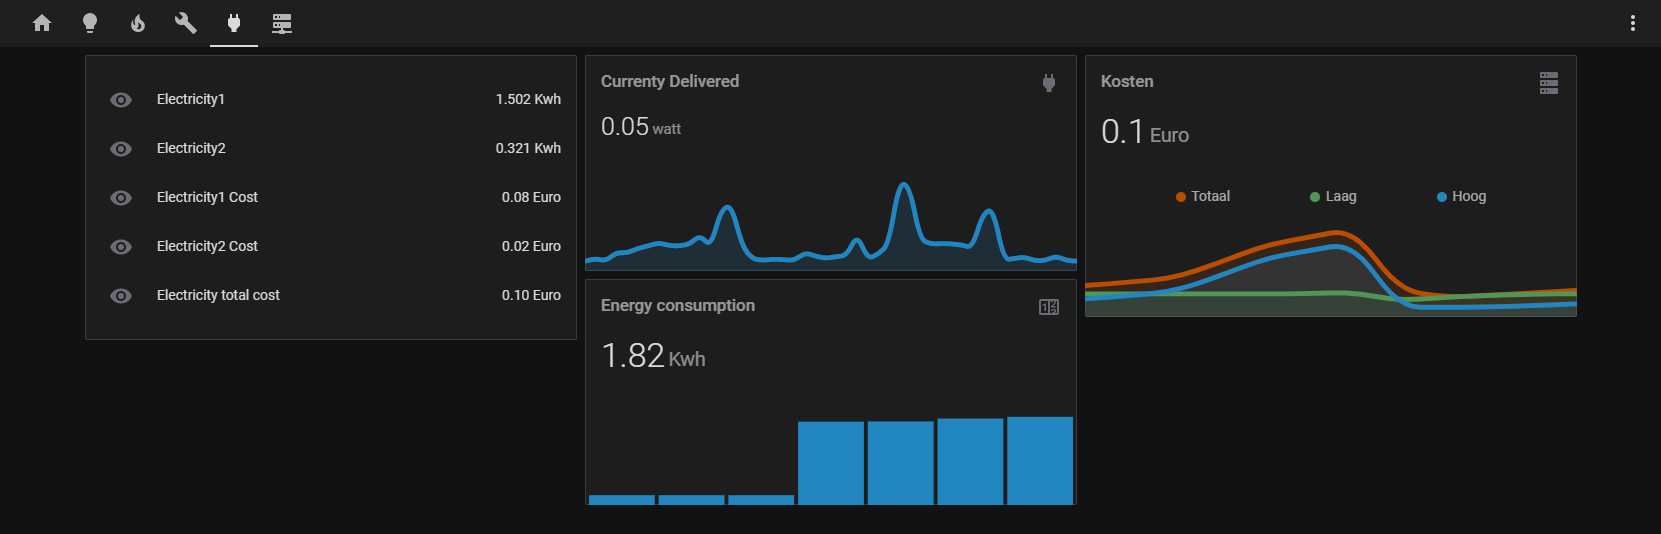 Electricity1 1.502 Kwh
Electricity2 0.321 Kwh
Electricity1 Cost 0.08 Euro
Electricity2 Cost 0.02 Euro
Electricity total cost 0.10 Euro
Currenty Delivered
0.05 watt
Energy consumption
1.82 Kwh
Kosten
0.1 Euro
Totaal Laag Hoog